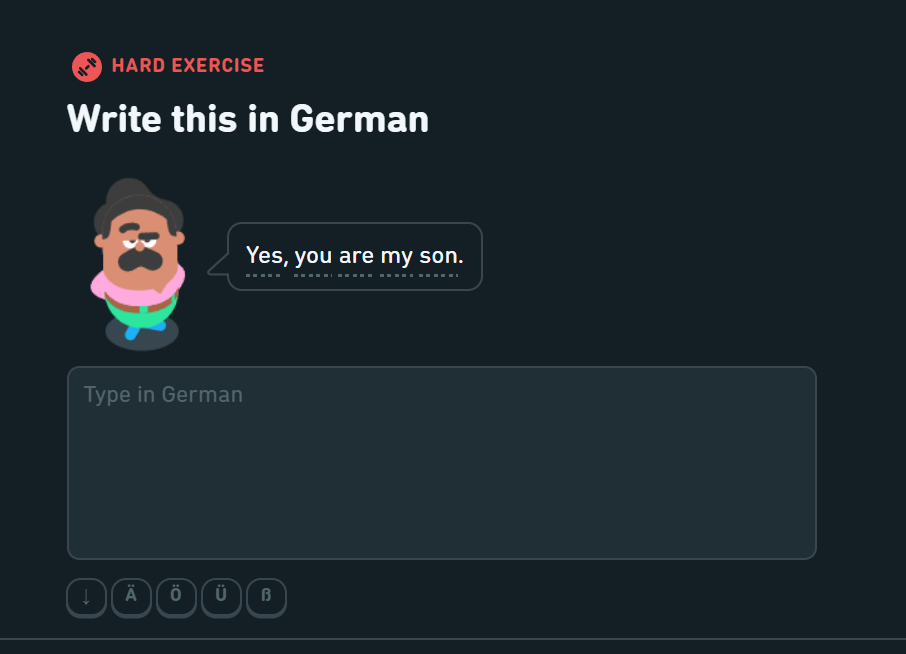 HARD EXERCISE
Write this in German
Yes, you are my son.
Type in German
↓ Ä Ö Ü ß